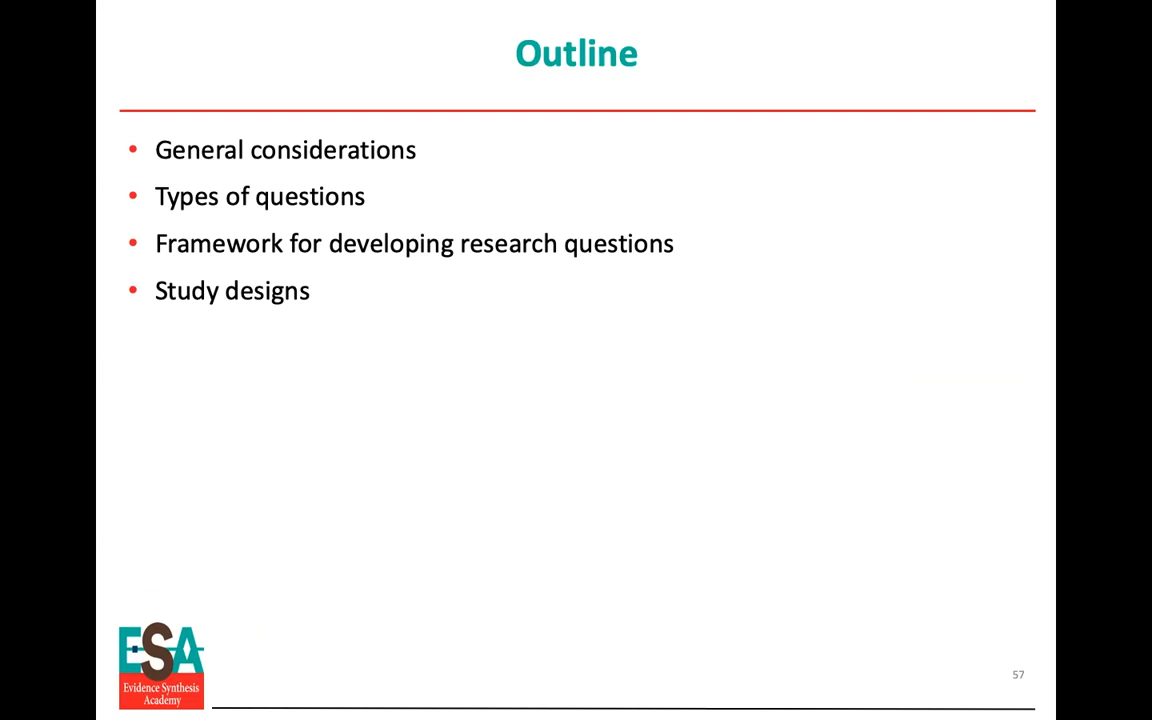 Outline
• General considerations
• Types of questions
• Framework for developing research questions
• Study designs
ESA
Evidence Synthesis
Academy
57